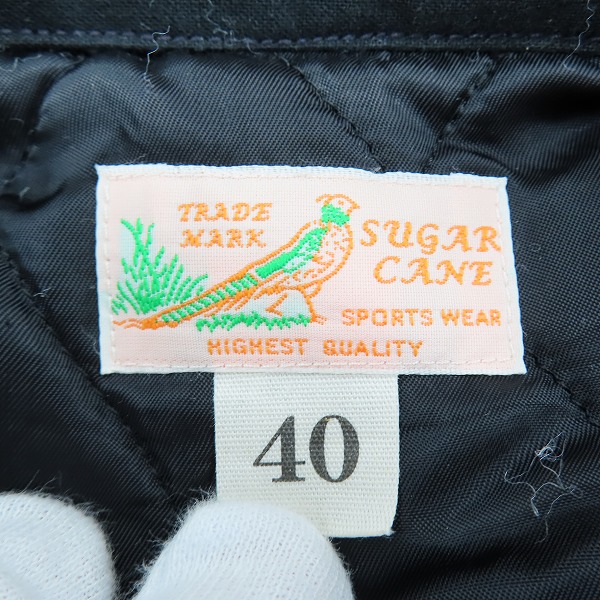 TRADE
MARK
SUGAR
CANE
SPORTS WEAR
HIGHEST QUALITY
40